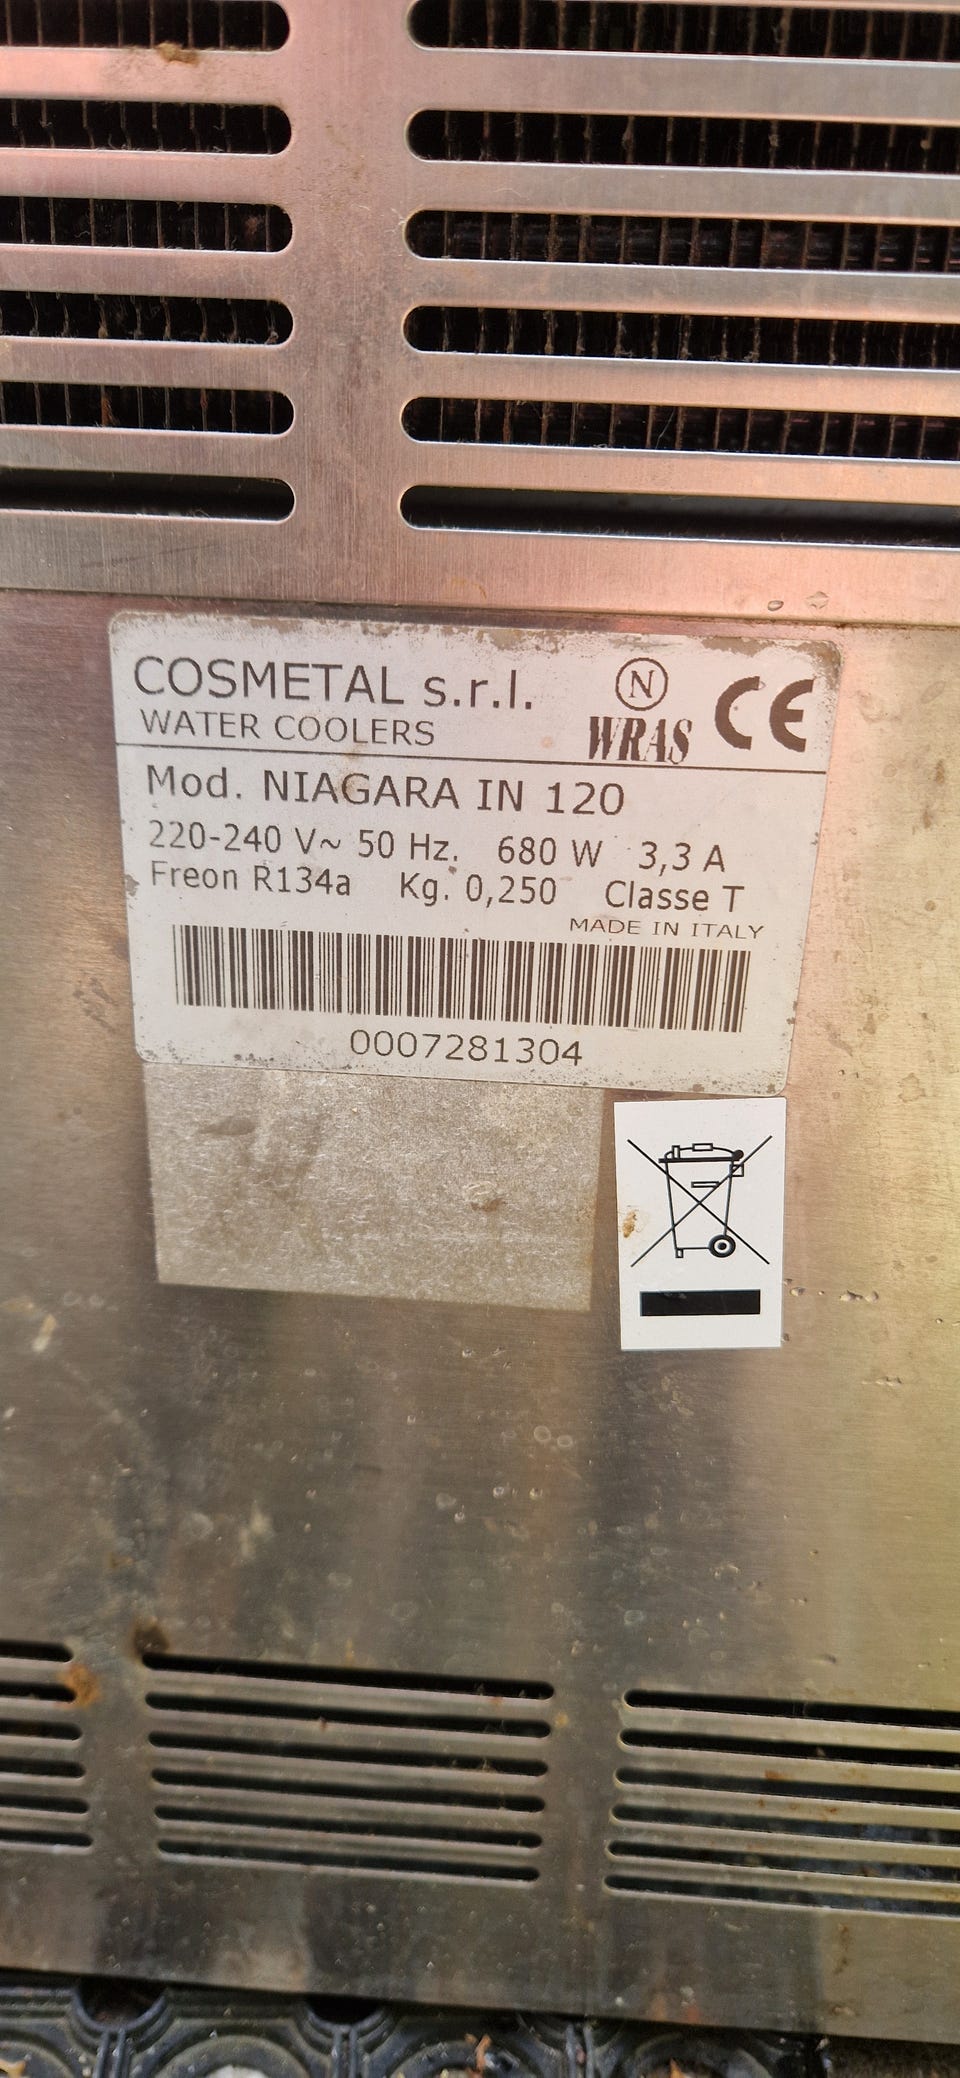 COSMETAL s.r.l.
WATER COOLERS
N
WRAS
CE
Mod. NIAGARA IN 120
220-240 V~ 50 Hz. 680 W 3,3 A
Freon R134a Kg. 0,250 Classe T
MADE IN ITALY
0007281304